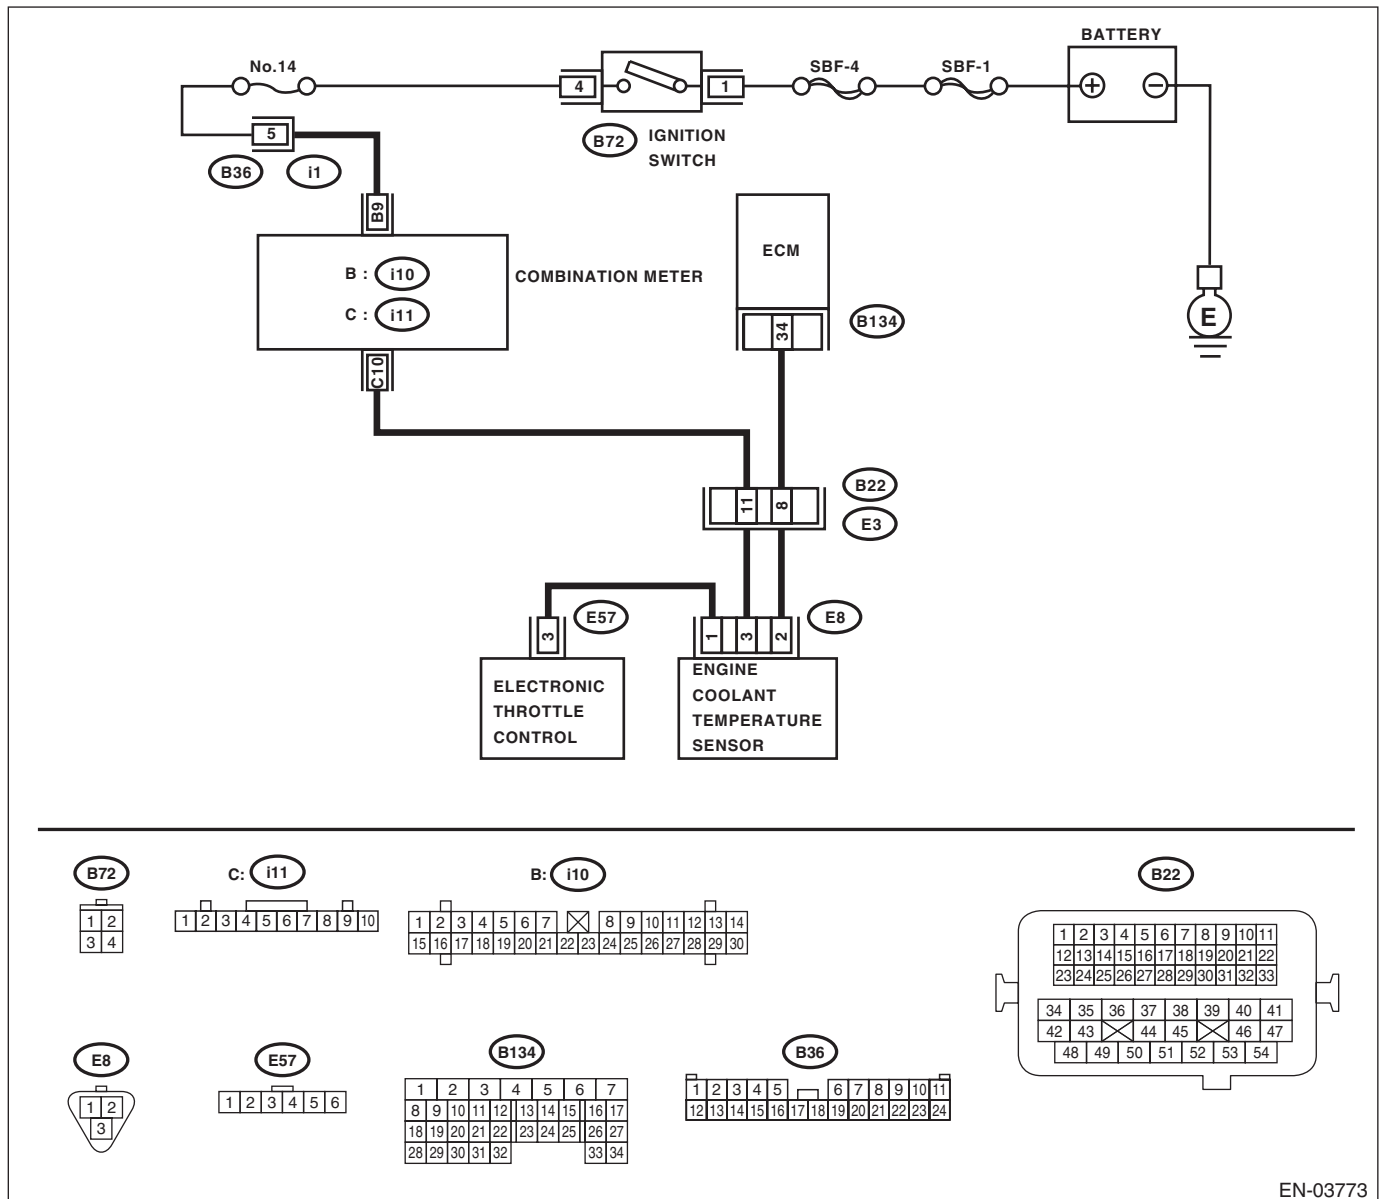 BATTERY
No.14
SBF-4
SBF-1
4
1
5
B72
IGNITION
SWITCH
B36
i1
B9
ECM
B : i10
COMBINATION METER
C : i11
34
B134
E
C10
B22
11
8
E3
E57
E8
3
1
3
2
ELECTRONIC
THROTTLE
CONTROL
ENGINE
COOLANT
TEMPERATURE
SENSOR
B72
1 2
3 4
C: i11
1 2 3 4 5 6 7 8 9 10
B: i10
1 2 3 4 5 6 7 8 9 10 11 12 13 14
15 16 17 18 19 20 21 22 23 24 25 26 27 28 29 30
B22
1 2 3 4 5 6 7 8 9 10 11
12 13 14 15 16 17 18 19 20 21 22
23 24 25 26 27 28 29 30 31 32 33
34 35 36 37 38 39 40 41
42 43 44 45 46 47
48 49 50 51 52 53 54
E8
1 2
3
E57
1 2 3 4 5 6
B134
1 2 3 4 5 6 7
8 9 10 11 12 13 14 15 16 17
18 19 20 21 22 23 24 25 26 27
28 29 30 31 32 33 34
B36
1 2 3 4 5 6 7 8 9 10 11
12 13 14 15 16 17 18 19 20 21 22 23 24
EN-03773